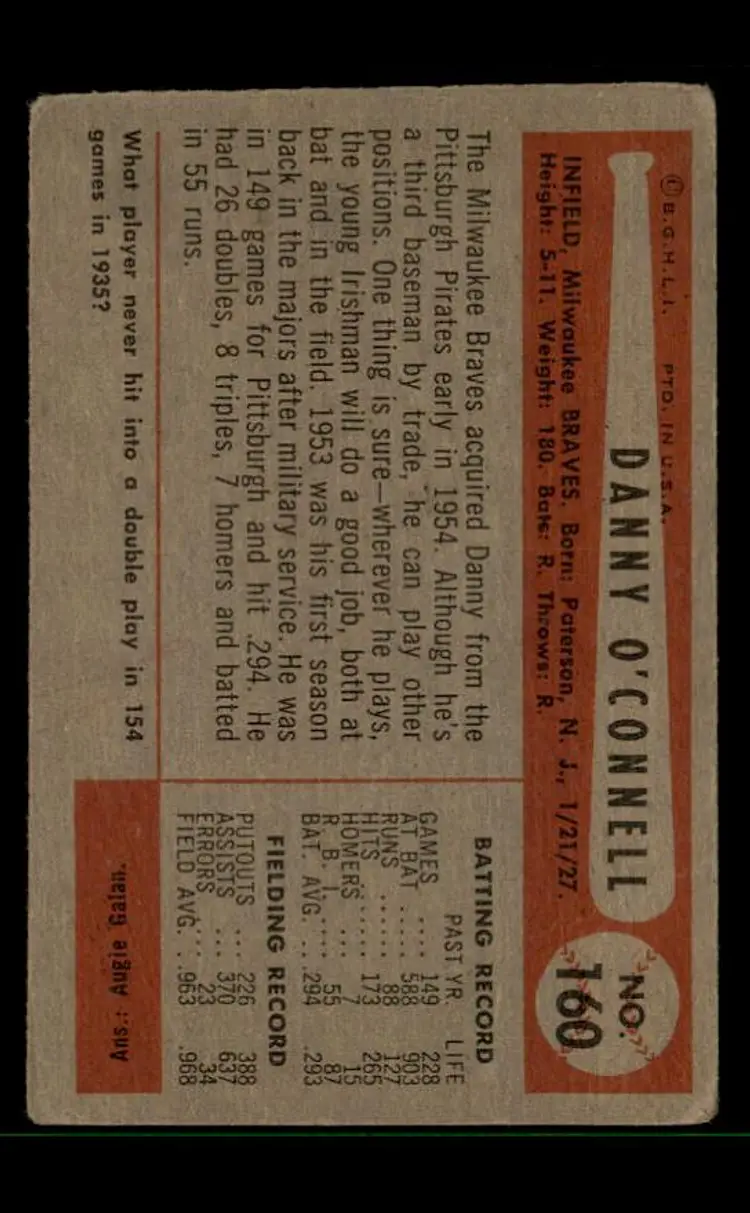 © B.G.H.L.I. PTD. IN U.S.A.
DANNY O'CONNELL
NO. 160
INFIELD, Milwaukee BRAVES. Born: Paterson, N. J., 1/21/27.
Height: 5-11. Weight: 180. Bats: R. Throws: R.
The Milwaukee Braves acquired Danny from the
Pittsburgh Pirates early in 1954. Although he's
a third baseman by trade, he can play other
positions. One thing is sure—wherever he plays,
the young Irishman will do a good job, both at
bat and in the field. 1953 was his first season
back in the majors after military service. He was
in 149 games for Pittsburgh and hit .294. He
had 26 doubles, 8 triples, 7 homers and batted
in 55 runs.
BATTING RECORD
PAST YR. LIFE
GAMES .... 149 228
AT BAT ..... 588 903
RUNS ...... 88 127
HITS ...... 173 265
HOMERS ... 7 15
R. B. I. .... 55 87
BAT. AVG. .. .294 .293
FIELDING RECORD
PUTOUTS ... 226 388
ASSISTS ... 370 637
ERRORS .... 23 34
FIELD AVG. .. .963 .968
What player never hit into a double play in 154
games in 1935?
Ans.: Augie Galan.